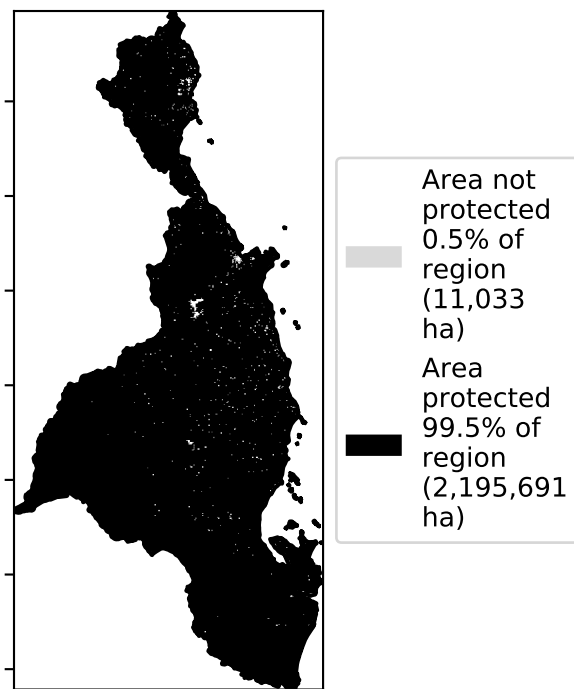 Area not
protected
0.5% of
region
(11,033
ha)
Area
protected
99.5% of
region
(2,195,691
ha)